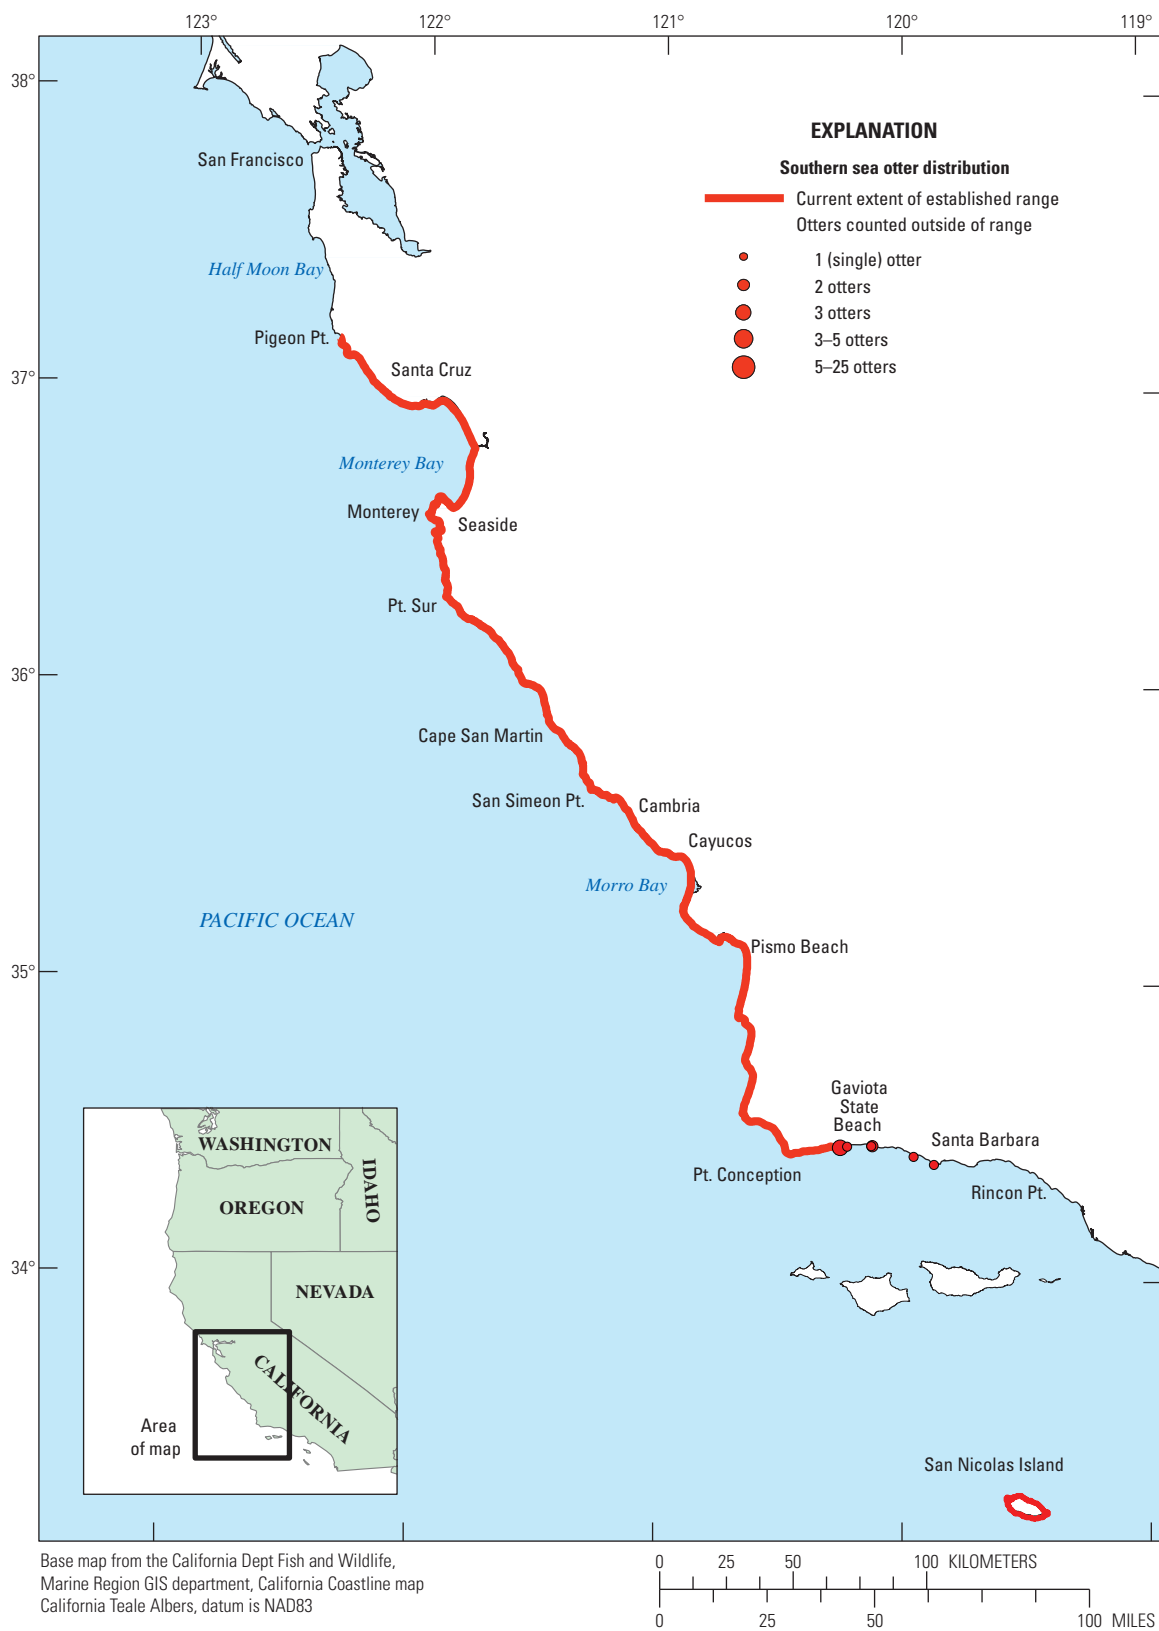 123°
122°
121°
120°
119°
38°
37°
36°
35°
34°
EXPLANATION
Southern sea otter distribution
Current extent of established range
Otters counted outside of range
1 (single) otter
2 otters
3 otters
3–5 otters
5–25 otters
San Francisco
Half Moon Bay
Pigeon Pt.
Santa Cruz
Monterey Bay
Monterey
Seaside
Pt. Sur
Cape San Martin
San Simeon Pt.
Cambria
Cayucos
Morro Bay
PACIFIC OCEAN
Pismo Beach
Gaviota
State
Beach
Santa Barbara
Pt. Conception
Rincon Pt.
San Nicolas Island
WASHINGTON
IDAHO
OREGON
NEVADA
CALIFORNIA
Area
of map
Base map from the California Dept Fish and Wildlife,
Marine Region GIS department, California Coastline map
California Teale Albers, datum is NAD83
0 25 50 100 KILOMETERS
0 25 50 100 MILES